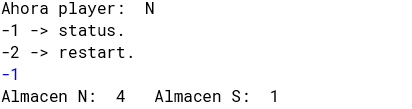 Ahora player:  N
-1 -> status.
-2 -> restart.
-1
Almacen N:  4   Almacen S:  1